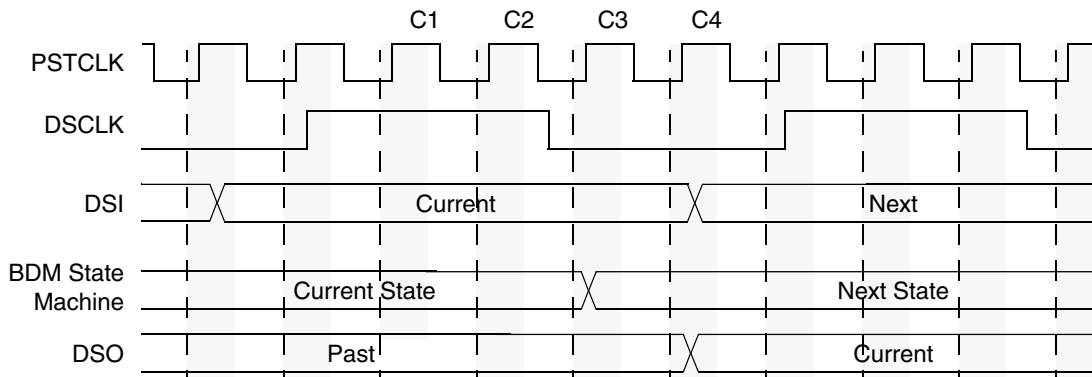 C1 C2 C3 C4
PSTCLK
DSCLK
DSI Current Next
BDM State
Machine Current State Next State
DSO Past Current